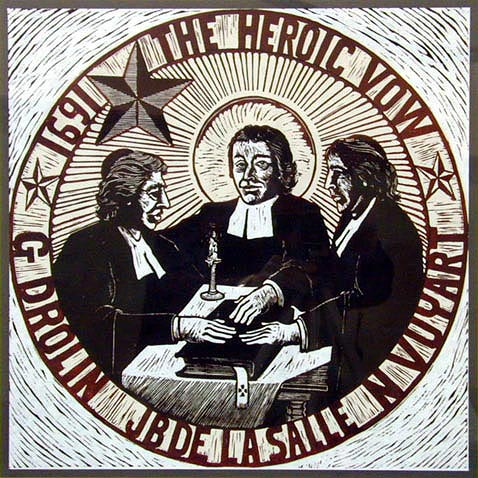 1691 THE HEROIC VOW
G DROLIN
JB DE LA SALLE
N VUYART